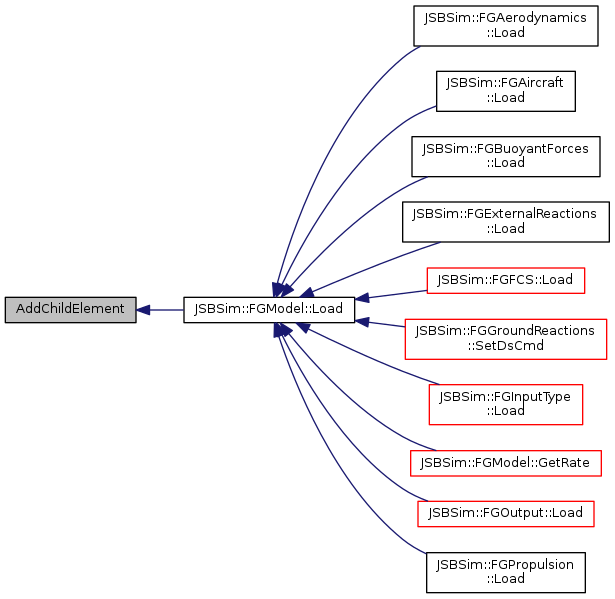 JSBSim::FGAerodynamics
::Load
JSBSim::FGAircraft
::Load
JSBSim::FGBuoyantForces
::Load
JSBSim::FGExternalReactions
::Load
JSBSim::FGFCS::Load
AddChildElement
JSBSim::FGModel::Load
JSBSim::FGGroundReactions
::SetDsCmd
JSBSim::FGInputType
::Load
JSBSim::FGModel::GetRate
JSBSim::FGOutput::Load
JSBSim::FGPropulsion
::Load